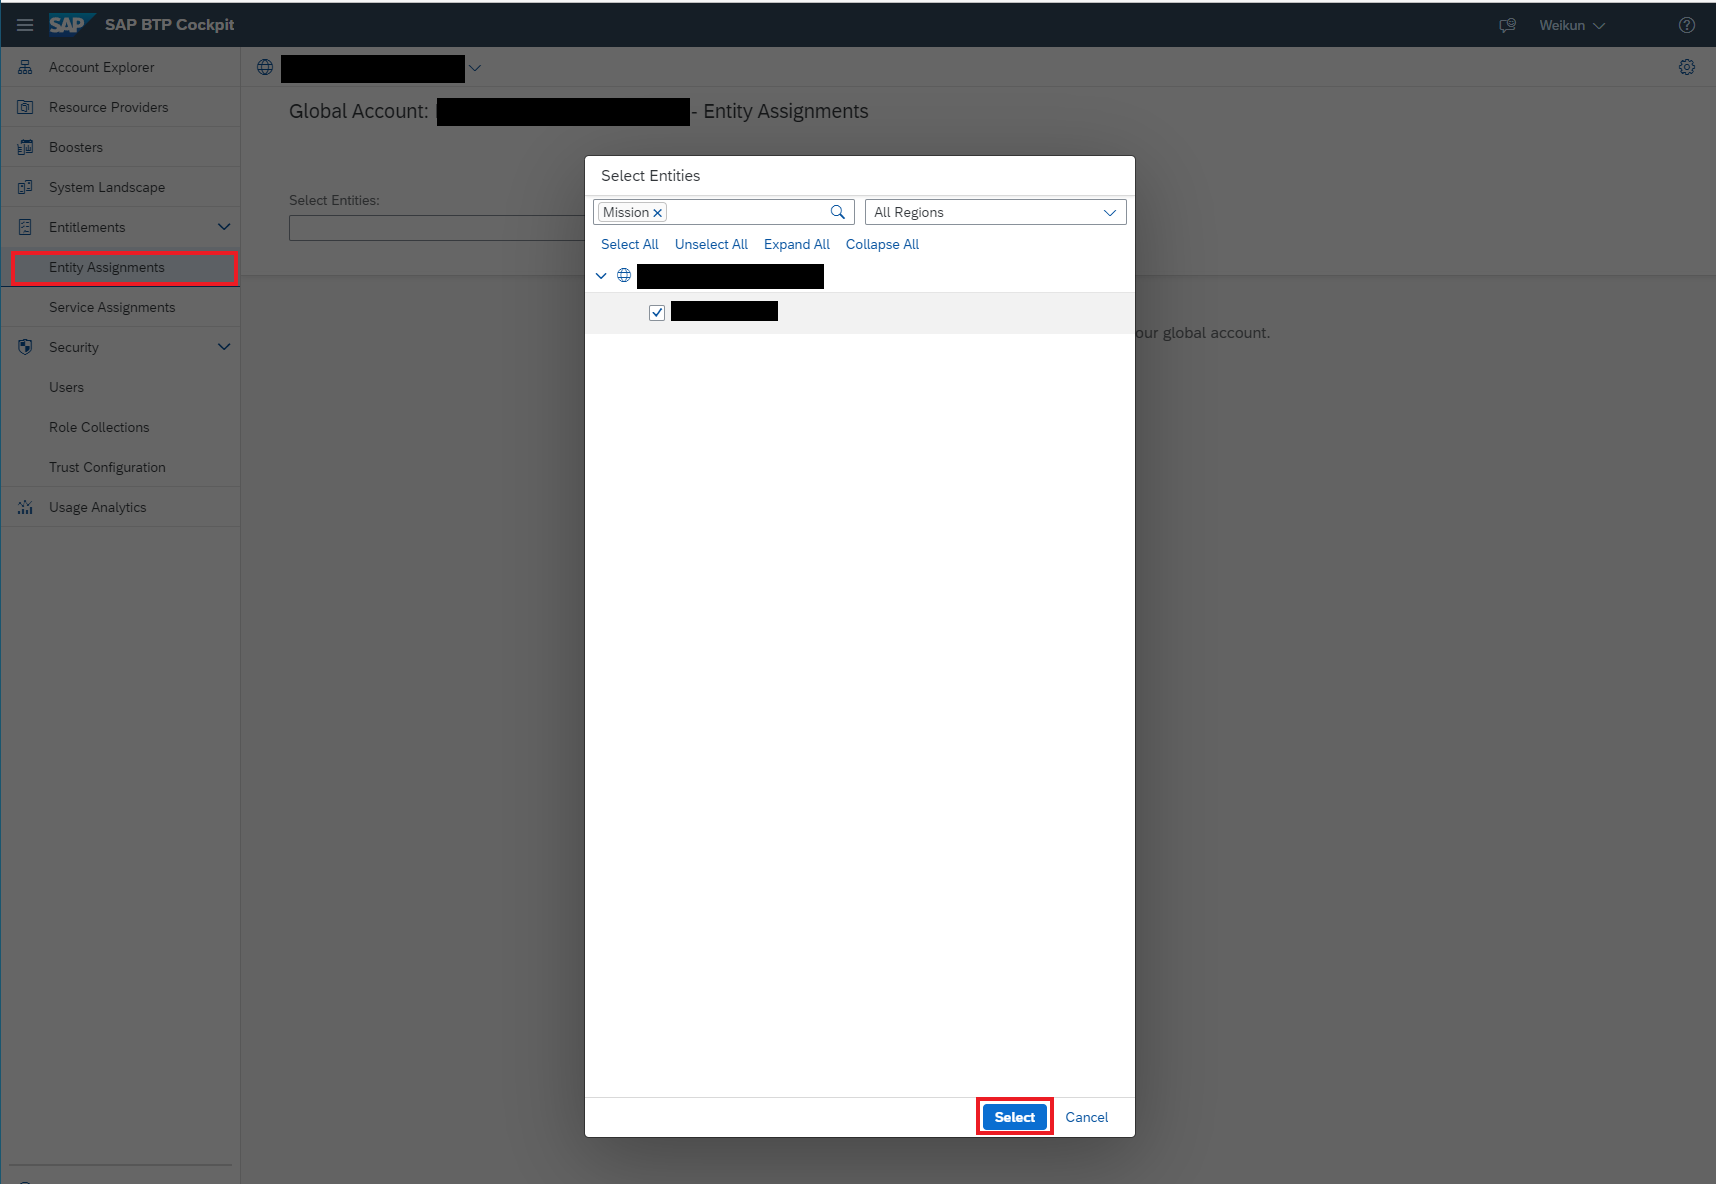 SAP SAP BTP Cockpit
Weikun
Account Explorer
Resource Providers
Boosters
System Landscape
Entitlements
Entity Assignments
Service Assignments
Security
Users
Role Collections
Trust Configuration
Usage Analytics
Global Account: - Entity Assignments
Select Entities:
our global account.
Select Entities
Mission
All Regions
Select All Unselect All Expand All Collapse All
Select Cancel